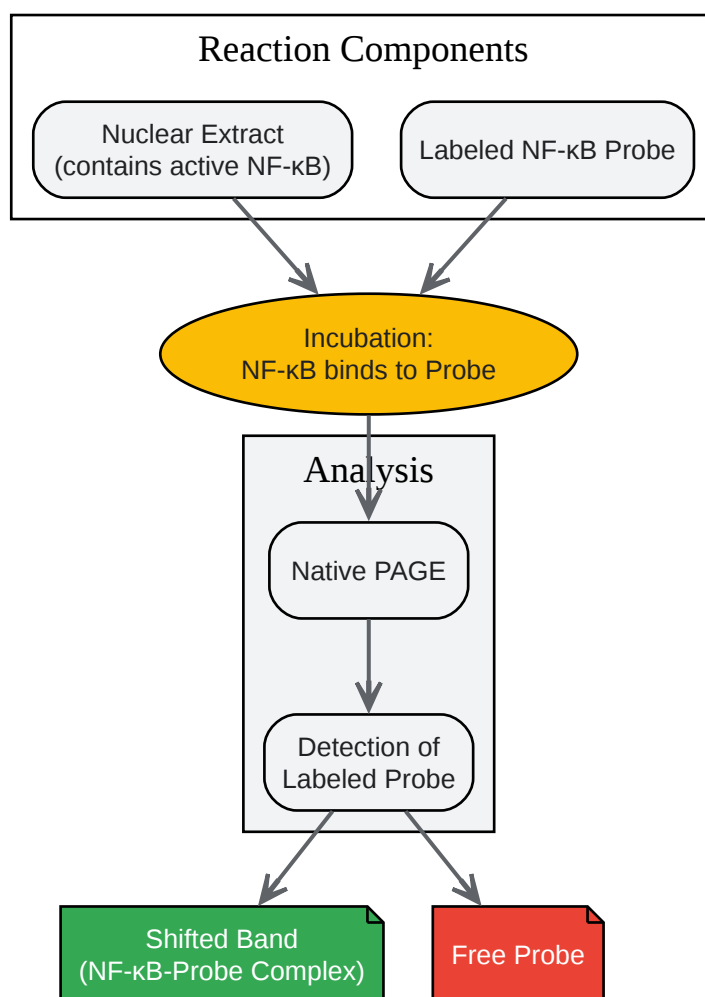 Reaction Components
Nuclear Extract
(contains active NF-κB)
Labeled NF-κB Probe
Incubation:
NF-κB binds to Probe
Analysis
Native PAGE
Detection of
Labeled Probe
Shifted Band
(NF-κB-Probe Complex)
Free Probe